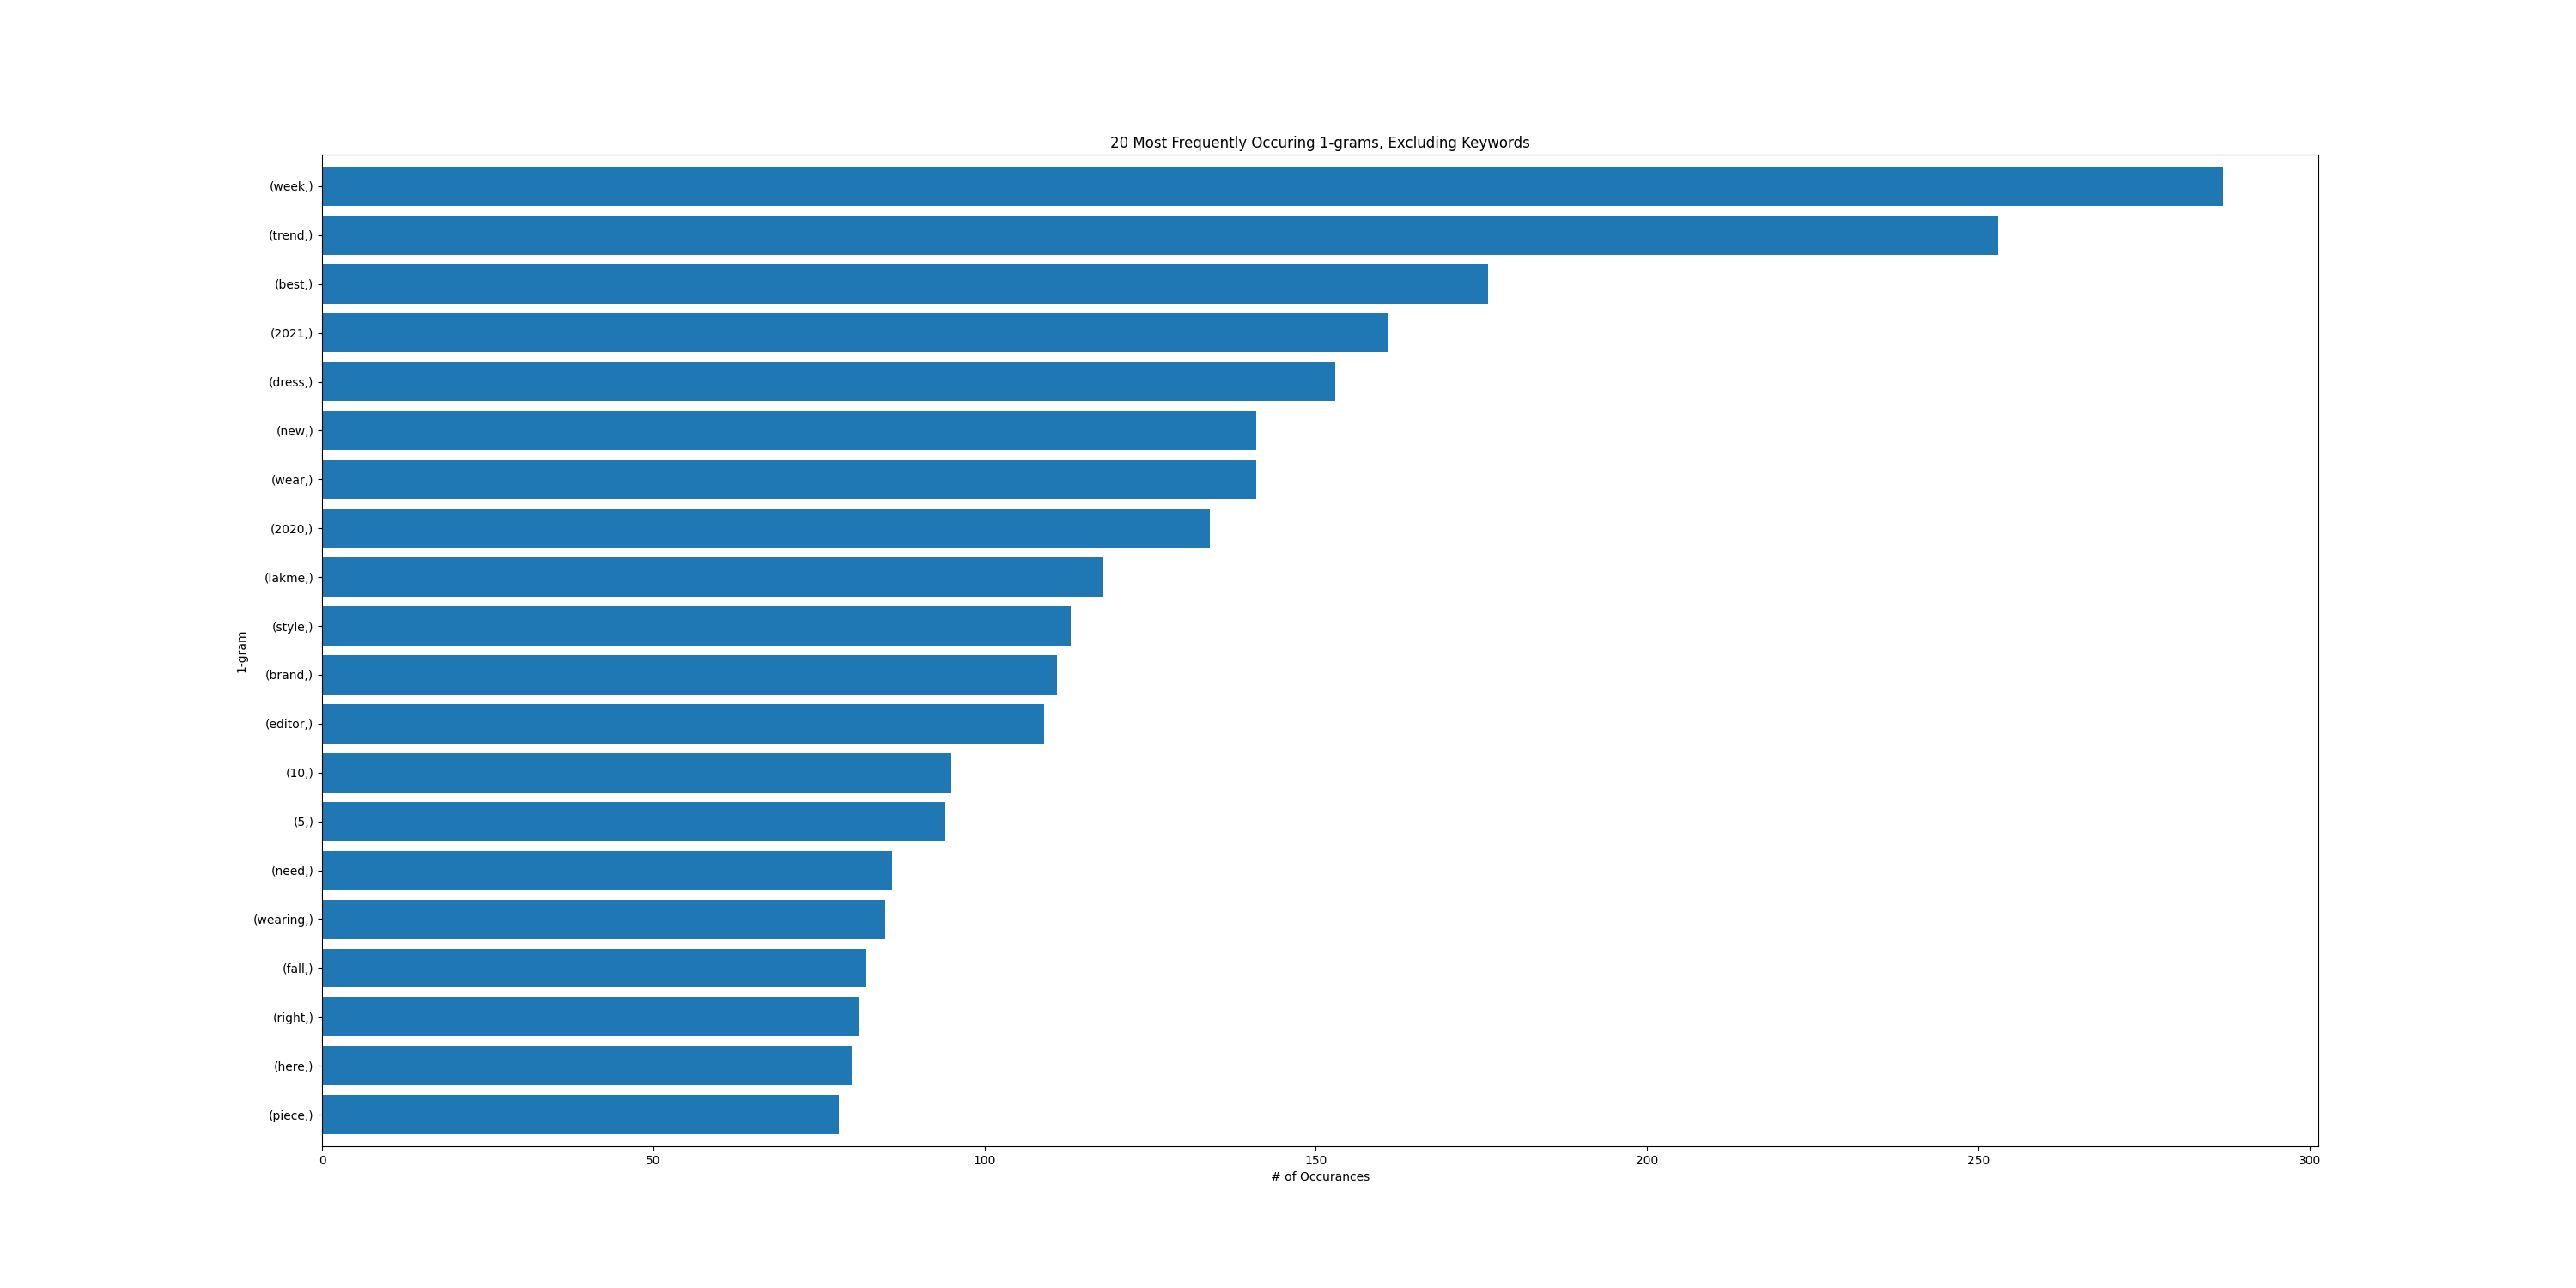 20 Most Frequently Occuring 1-grams, Excluding Keywords
1-gram
(week,)
(trend,)
(best,)
(2021,)
(dress,)
(new,)
(wear,)
(2020,)
(lakme,)
(style,)
(brand,)
(editor,)
(10,)
(5,)
(need,)
(wearing,)
(fall,)
(right,)
(here,)
(piece,)
0 50 100 150 200 250 300
# of Occurances